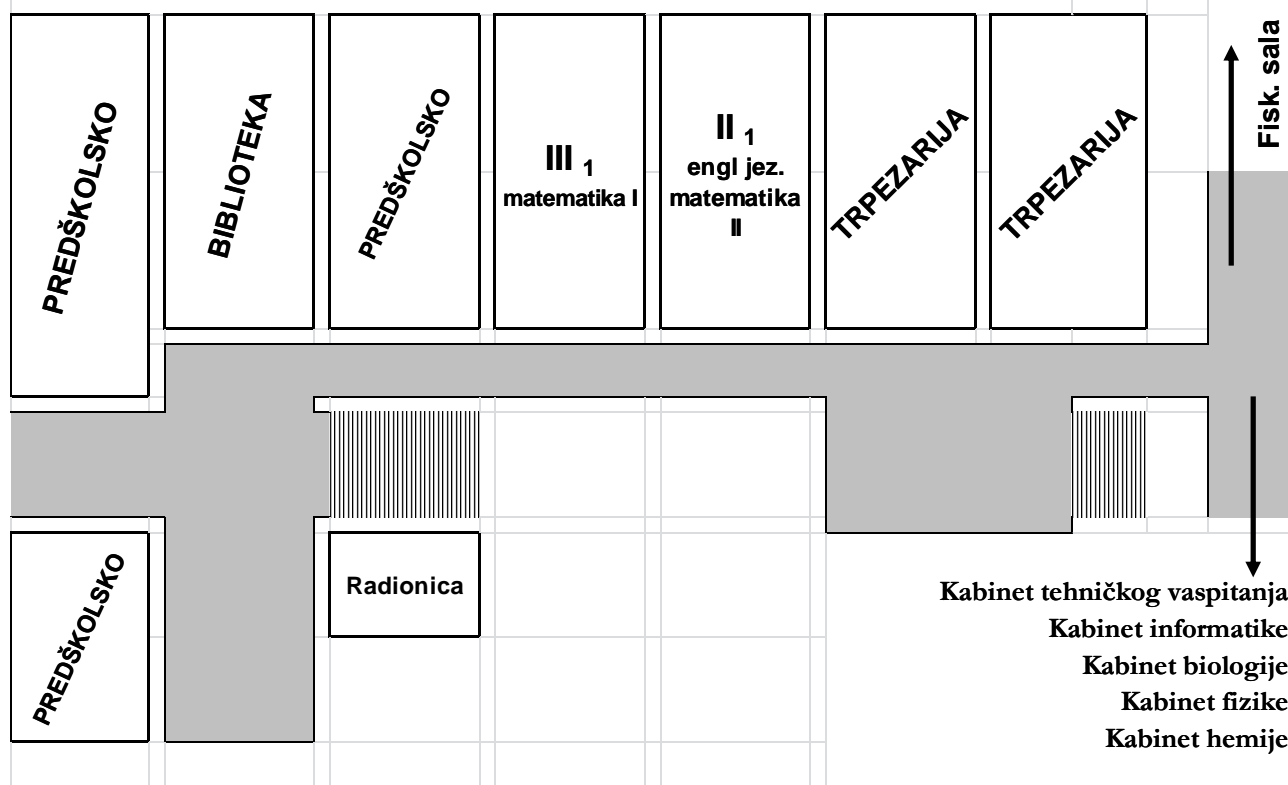 PREDŠKOLSKO
BIBLIOTEKA
PREDŠKOLSKO
III 1
matematika I
II 1
engl jez.
matematika
II
TRPEZARIJA
TRPEZARIJA
Fisk. sala
PREDŠKOLSKO
Radionica
Kabinet tehničkog vaspitanja
Kabinet informatike
Kabinet biologije
Kabinet fizike
Kabinet hemije